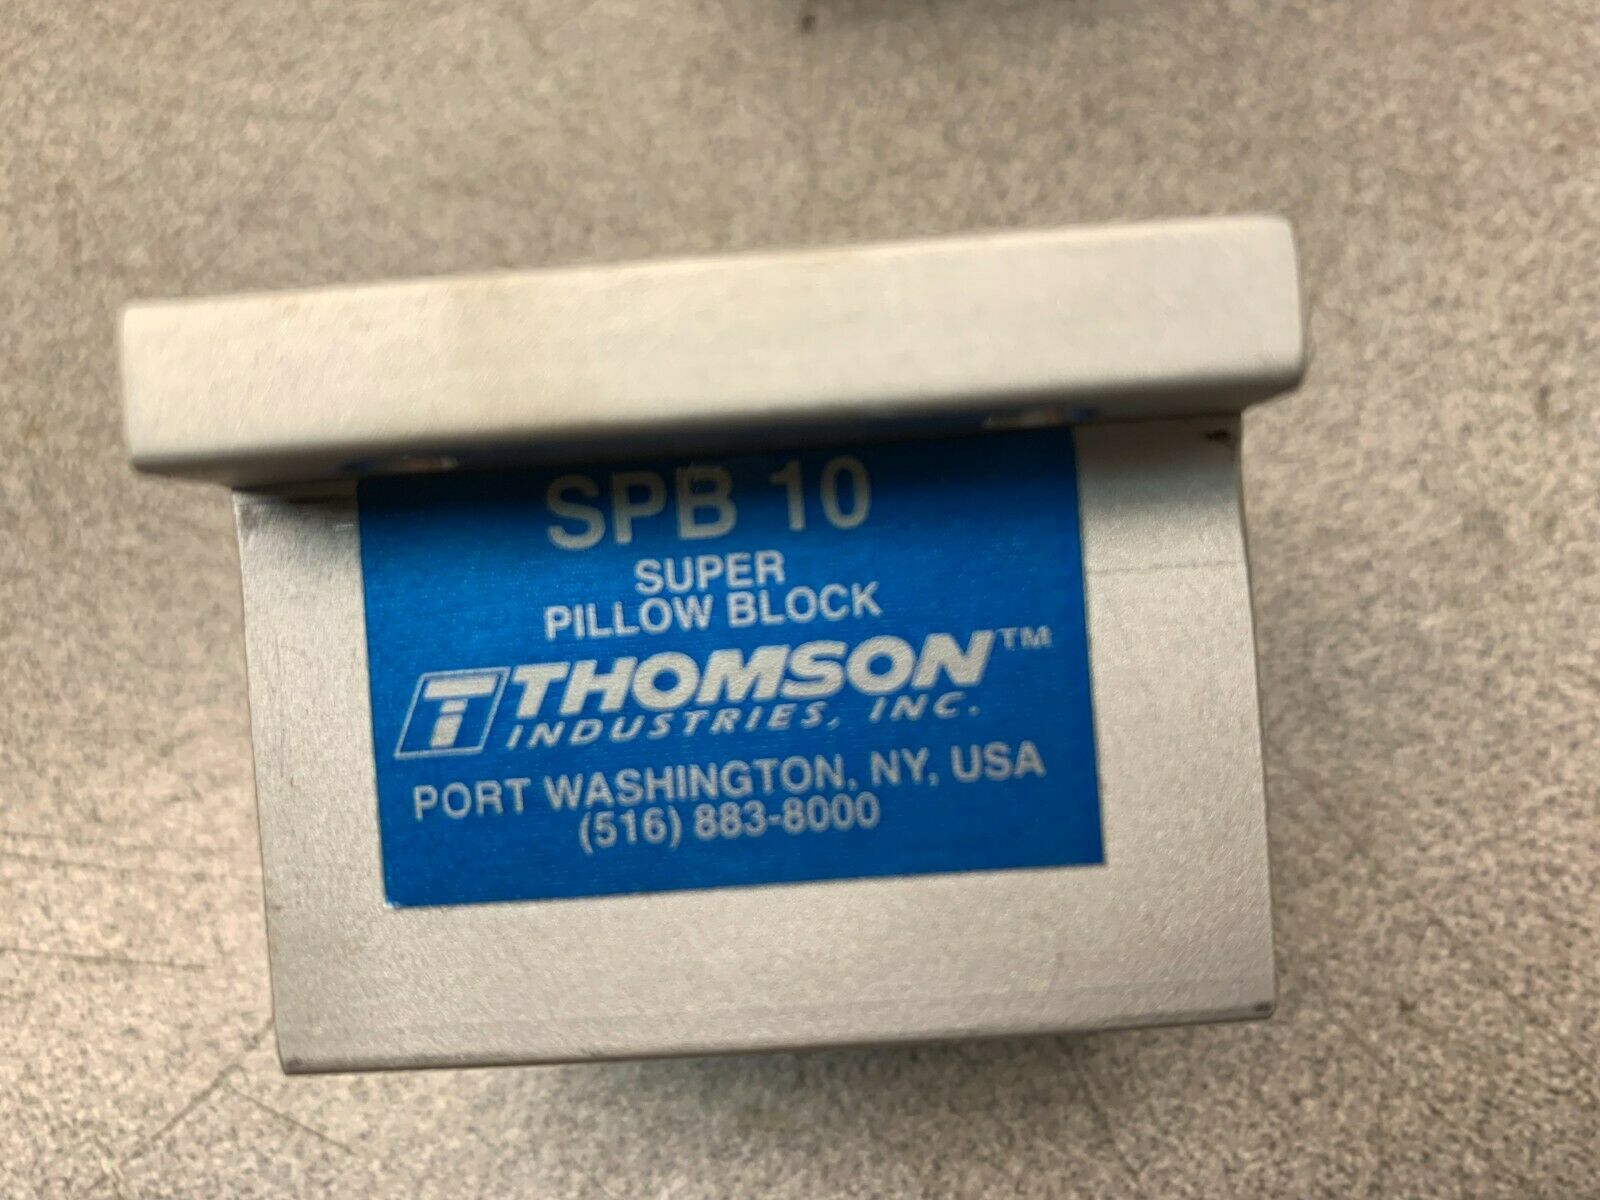 SPB 10
SUPER
PILLOW BLOCK
T THOMSON™
INDUSTRIES, INC.
PORT WASHINGTON, NY, USA
(516) 883-8000